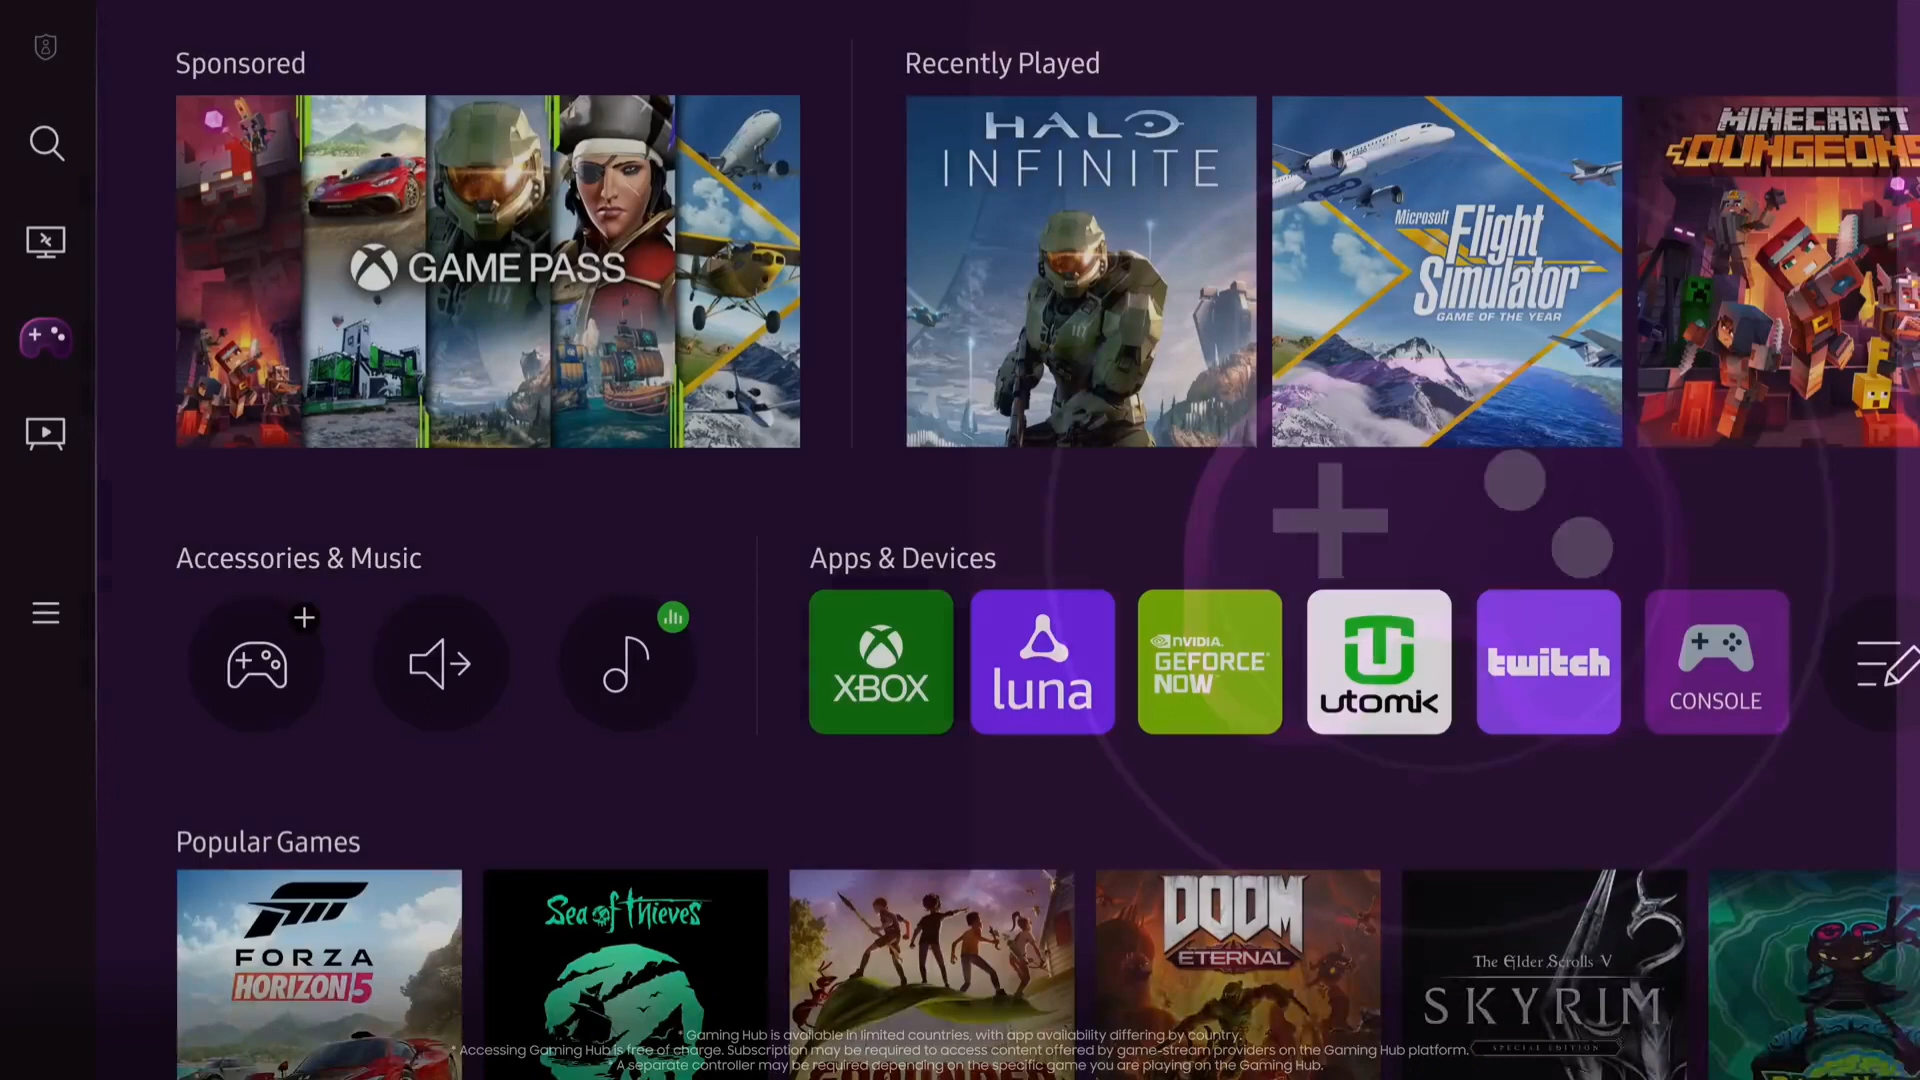 Sponsored
Recently Played
GAME PASS
HALO
INFINITE
117
Microsoft
Flight
Simulator
GAME OF THE YEAR
MINECRAFT
DUNGEONS
Accessories & Music
Apps & Devices
XBOX
luna
NVIDIA.
GEFORCE
NOW
utomik
twitch
CONSOLE
Popular Games
FORZA
HORIZON 5
Sea of Thieves
DOOM
ETERNAL
The Elder Scrolls V
SKYRIM
SPECIAL EDITION
* Gaming Hub is available in limited countries, with app availability differing by country.
* Accessing Gaming Hub is free of charge. Subscription may be required to access content offered by game-stream providers on the Gaming Hub platform.
* A separate controller may be required depending on the specific game you are playing on the Gaming Hub.